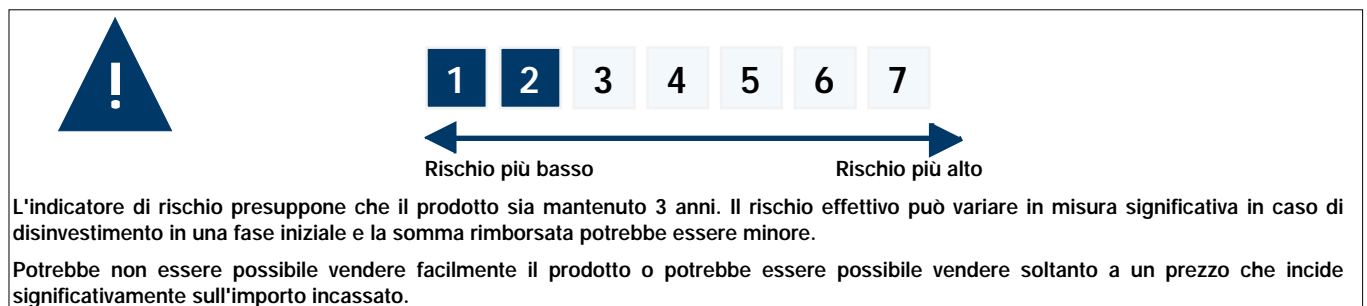 !
1 2 3 4 5 6 7
Rischio più basso Rischio più alto
L'indicatore di rischio presuppone che il prodotto sia mantenuto 3 anni. Il rischio effettivo può variare in misura significativa in caso di
disinvestimento in una fase iniziale e la somma rimborsata potrebbe essere minore.
Potrebbe non essere possibile vendere facilmente il prodotto o potrebbe essere possibile vendere soltanto a un prezzo che incide
significativamente sull'importo incassato.